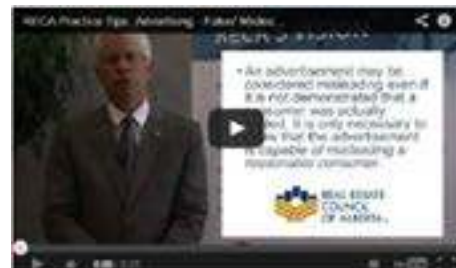 RECA Practice Tips: Advertising - False/ Mislea...
RECA'S VISION
• An advertisement may be
considered misleading even if
it is not demonstrated that a
consumer was actually
misled. It is only necessary to
show that the advertisement
is capable of misleading a
reasonable consumer.
REAL ESTATE
COUNCIL
OF ALBERTA